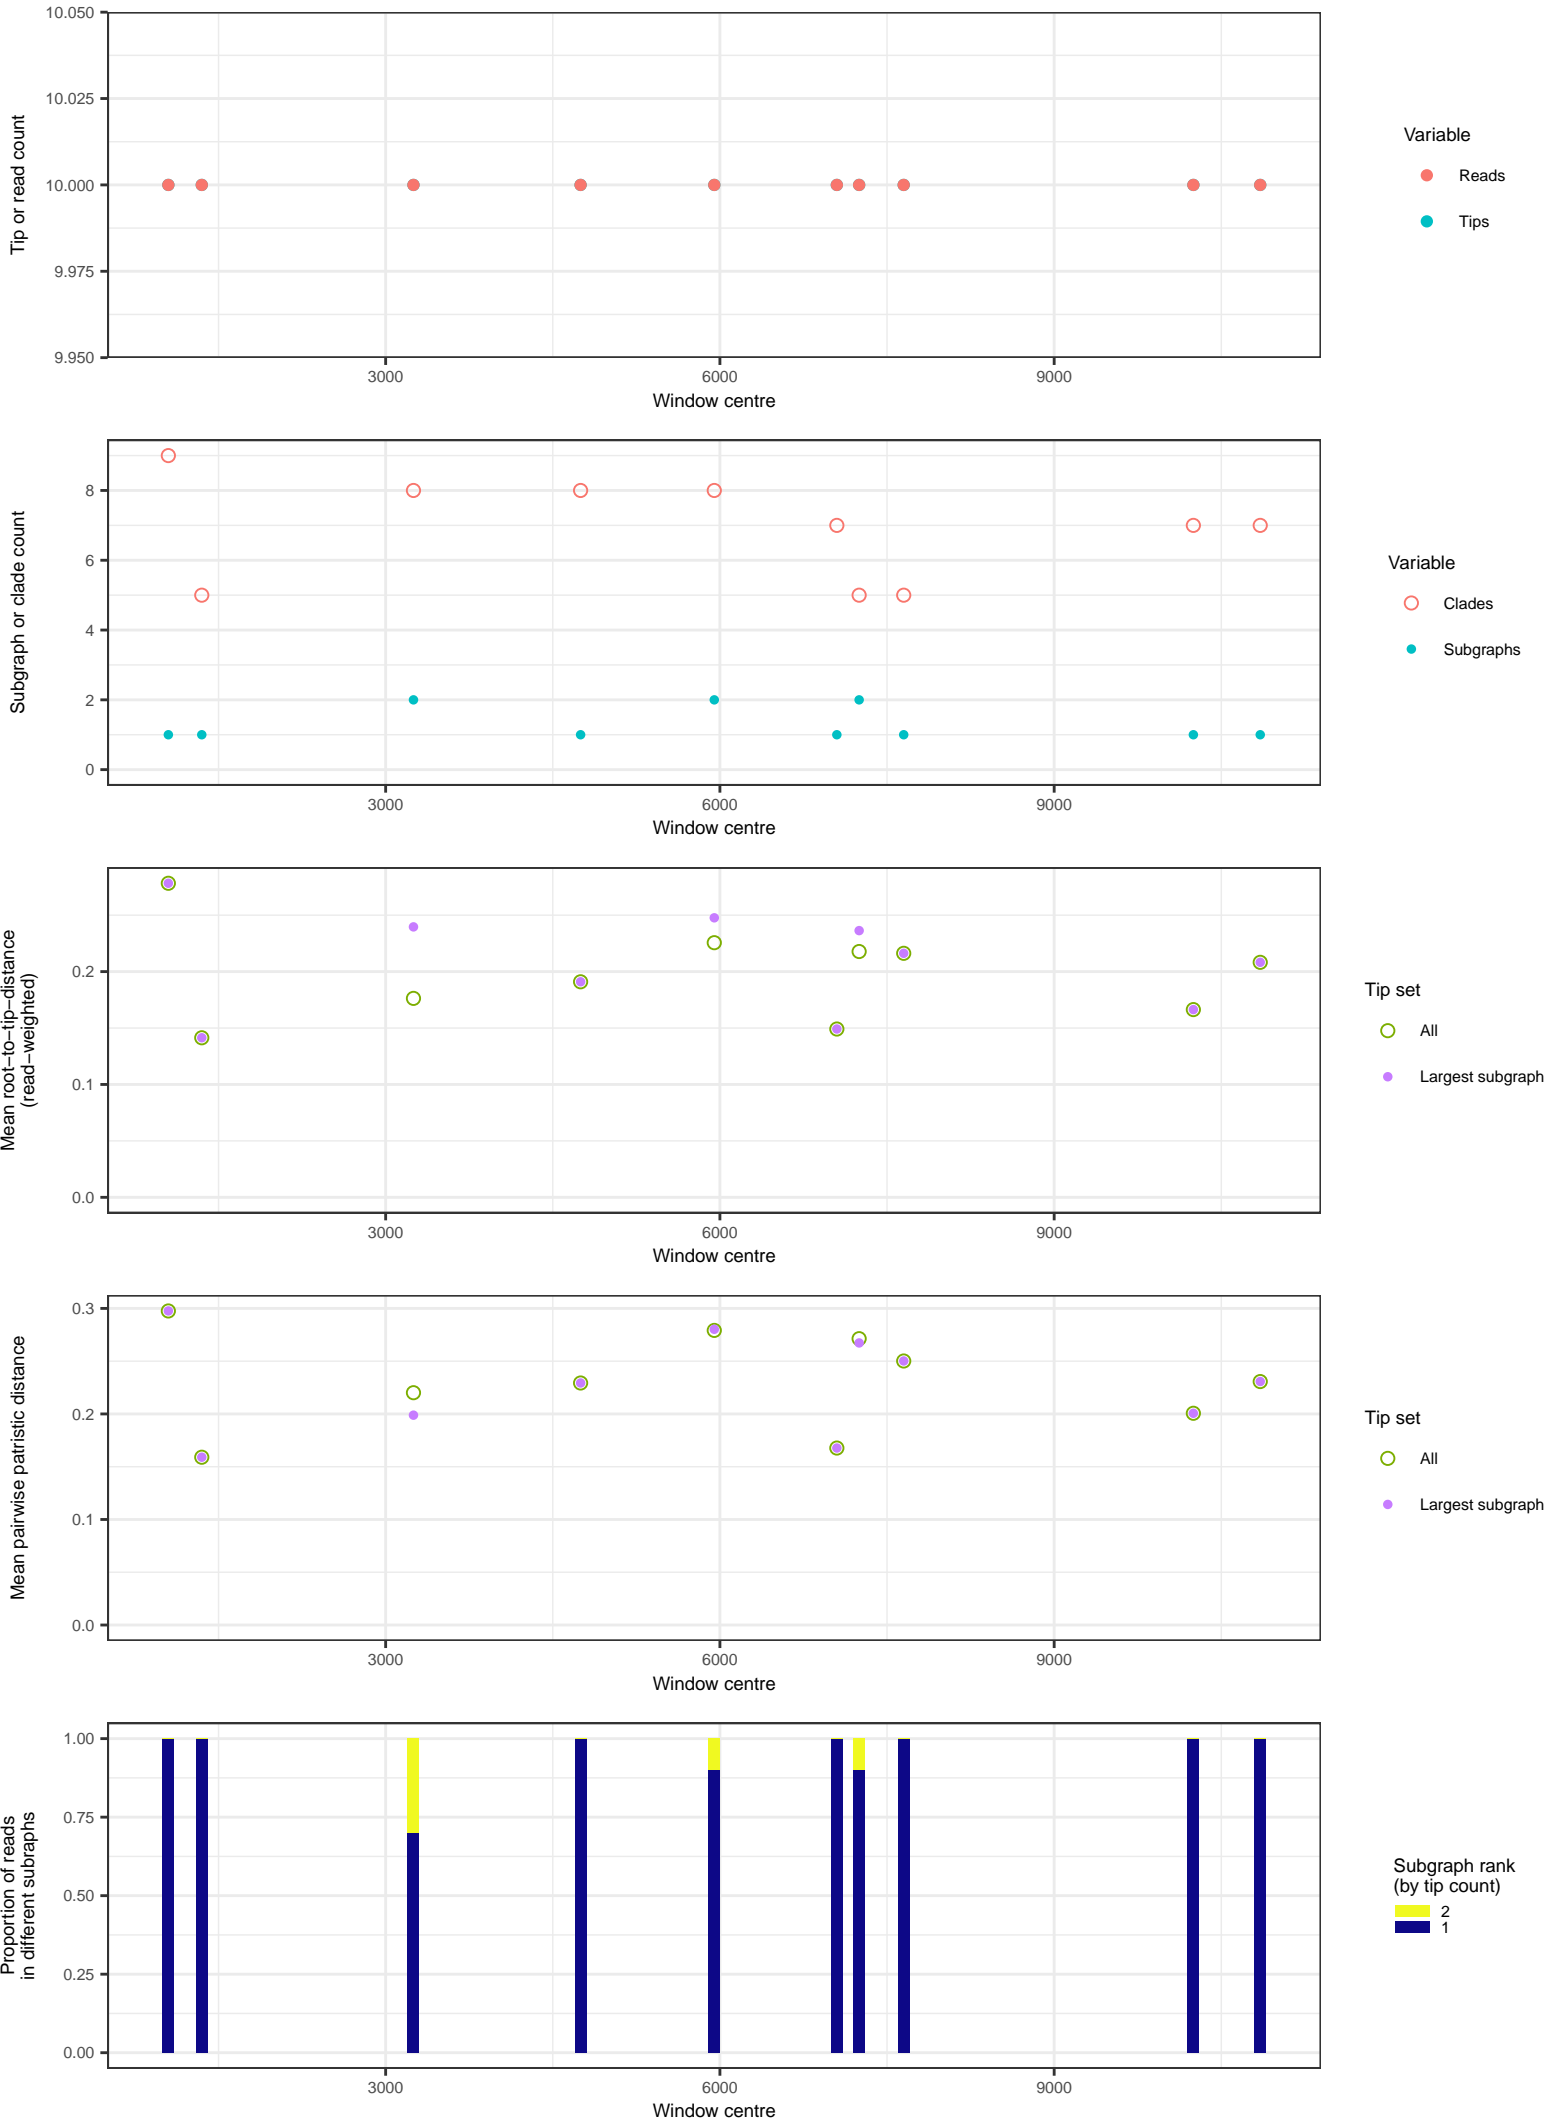 10.050
10.025
10.000
9.975
9.950
Tip or read count
3000
6000
9000
Window centre
Variable
Reads
Tips
8
6
4
2
0
Subgraph or clade count
3000
6000
9000
Window centre
Variable
Clades
Subgraphs
0.2
0.1
0.0
Mean root−to−tip−distance
(read−weighted)
3000
6000
9000
Window centre
Tip set
All
Largest subgraph
0.3
0.2
0.1
0.0
Mean pairwise patristic distance
3000
6000
9000
Window centre
Tip set
All
Largest subgraph
1.00
0.75
0.50
0.25
0.00
Proportion of reads
in different subraphs
3000
6000
9000
Window centre
Subgraph rank
(by tip count)
2
1